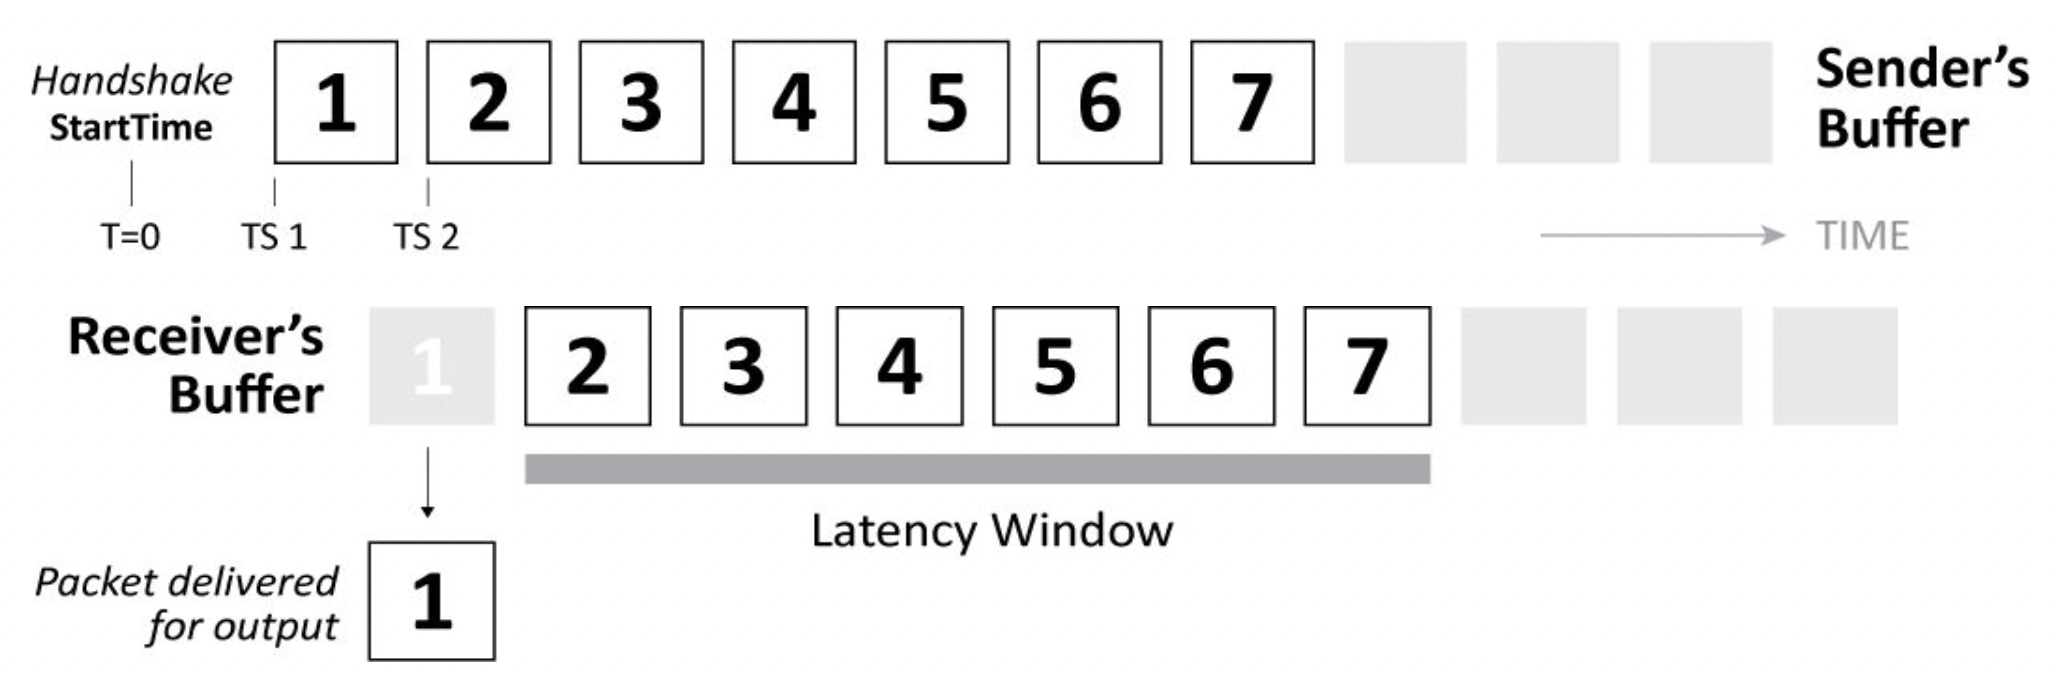 Handshake
StartTime
1 2 3 4 5 6 7
Sender’s
Buffer
T=0 TS 1 TS 2
TIME
Receiver’s
Buffer
1 2 3 4 5 6 7
Latency Window
Packet delivered
for output
1